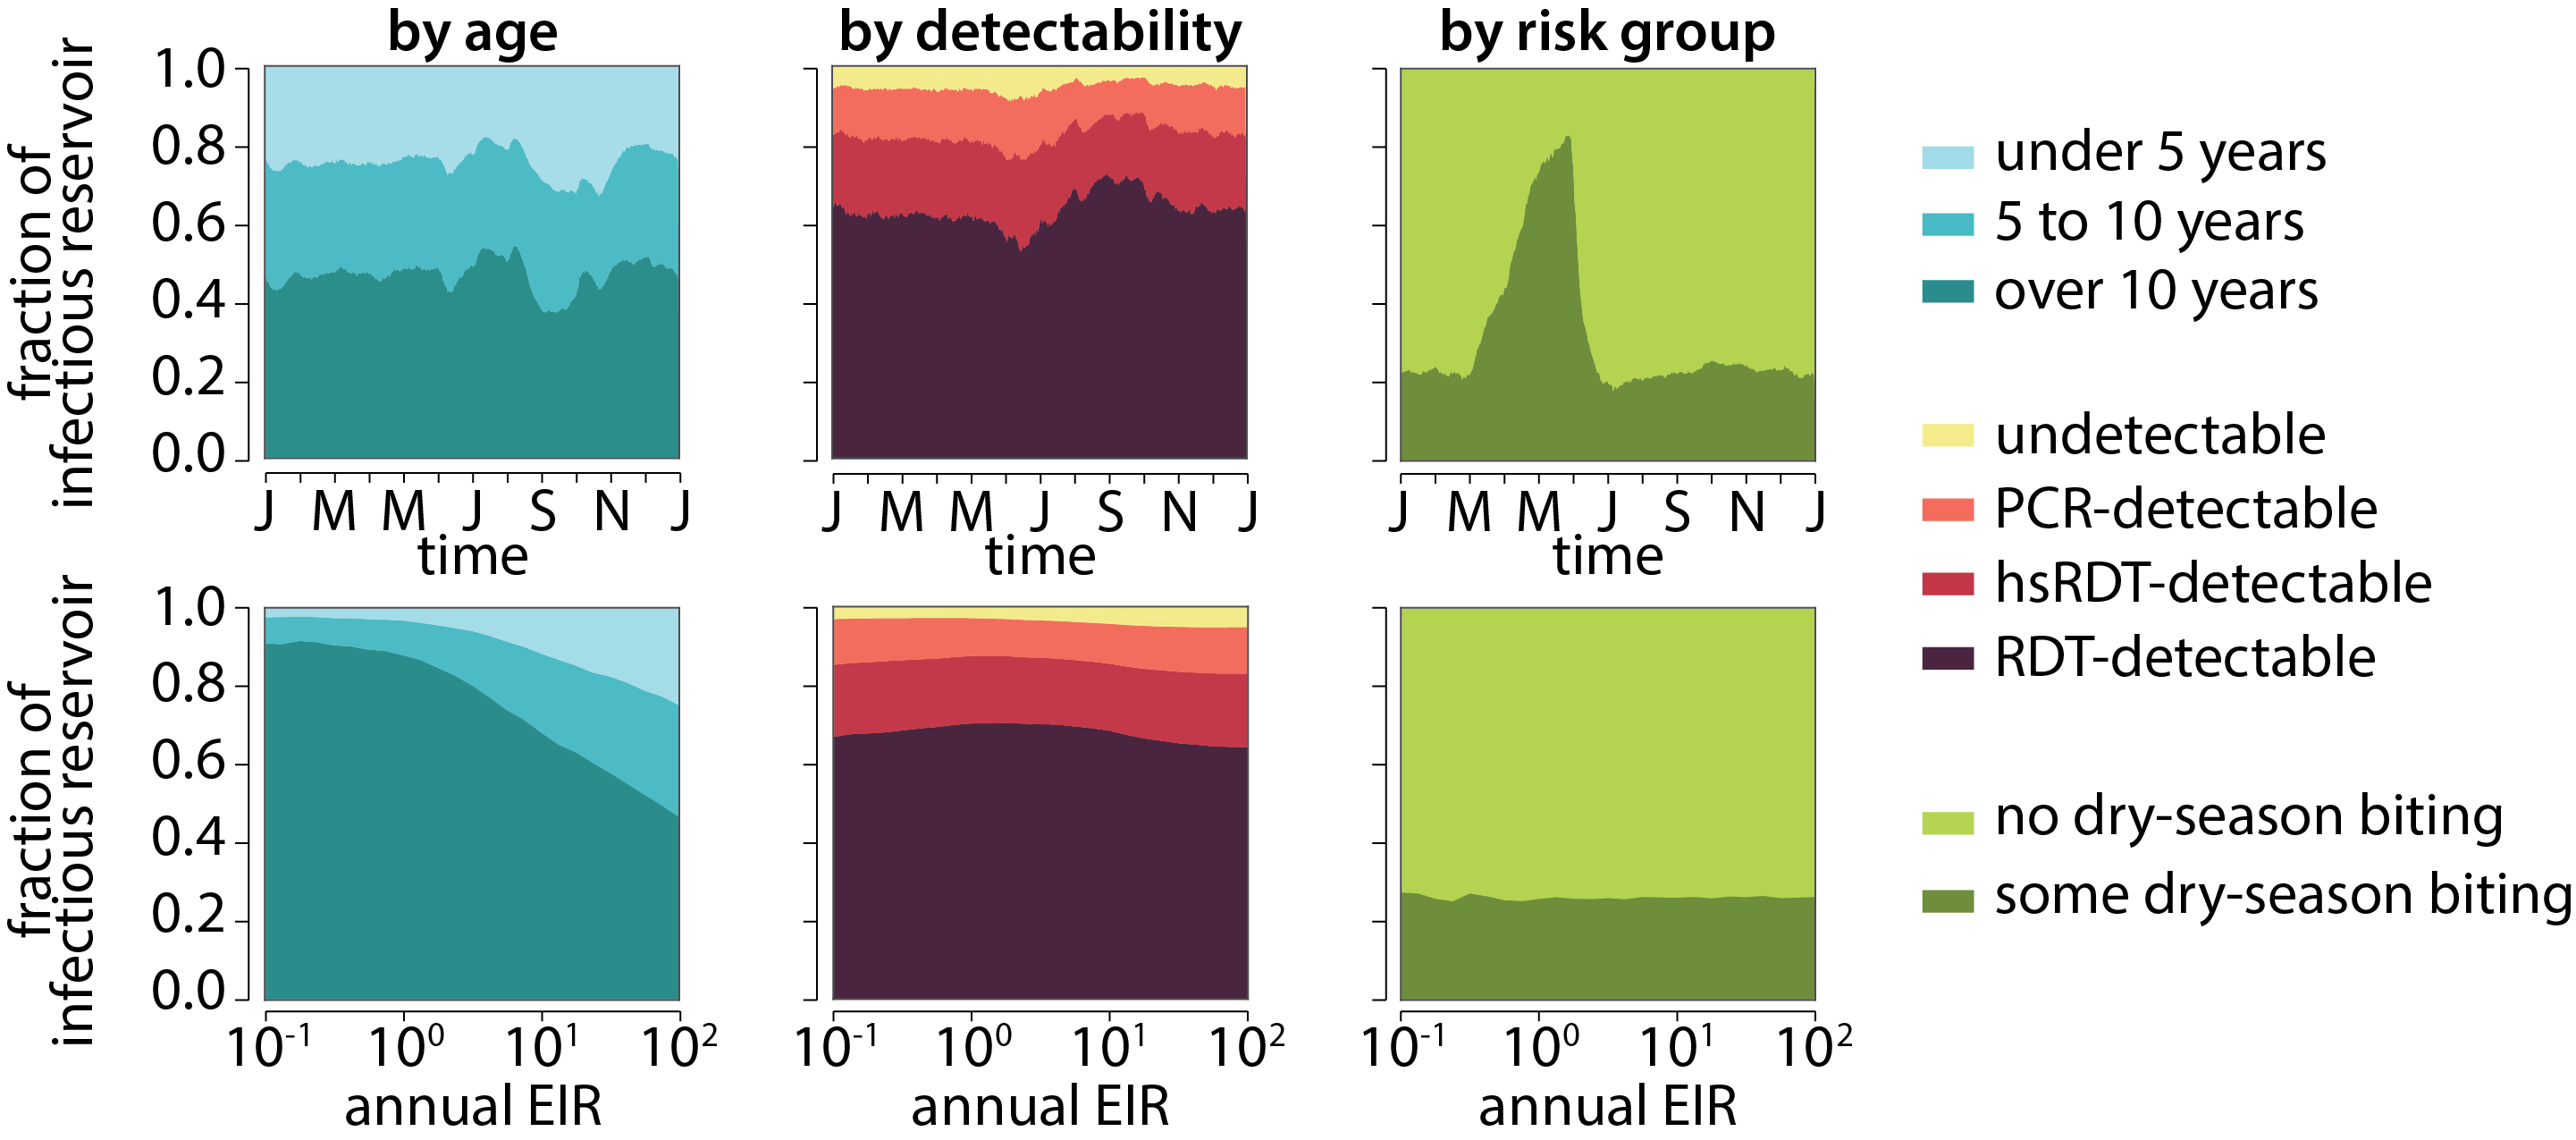 by age
by detectability
by risk group
fraction of
infectious reservoir
1.0
0.8
0.6
0.4
0.2
0.0
J M M J S N J
time
J M M J S N J
time
J M M J S N J
time
fraction of
infectious reservoir
1.0
0.8
0.6
0.4
0.2
0.0
10⁻¹ 10⁰ 10¹ 10²
annual EIR
10⁻¹ 10⁰ 10¹ 10²
annual EIR
10⁻¹ 10⁰ 10¹ 10²
annual EIR
under 5 years
5 to 10 years
over 10 years
undetectable
PCR-detectable
hsRDT-detectable
RDT-detectable
no dry-season biting
some dry-season biting